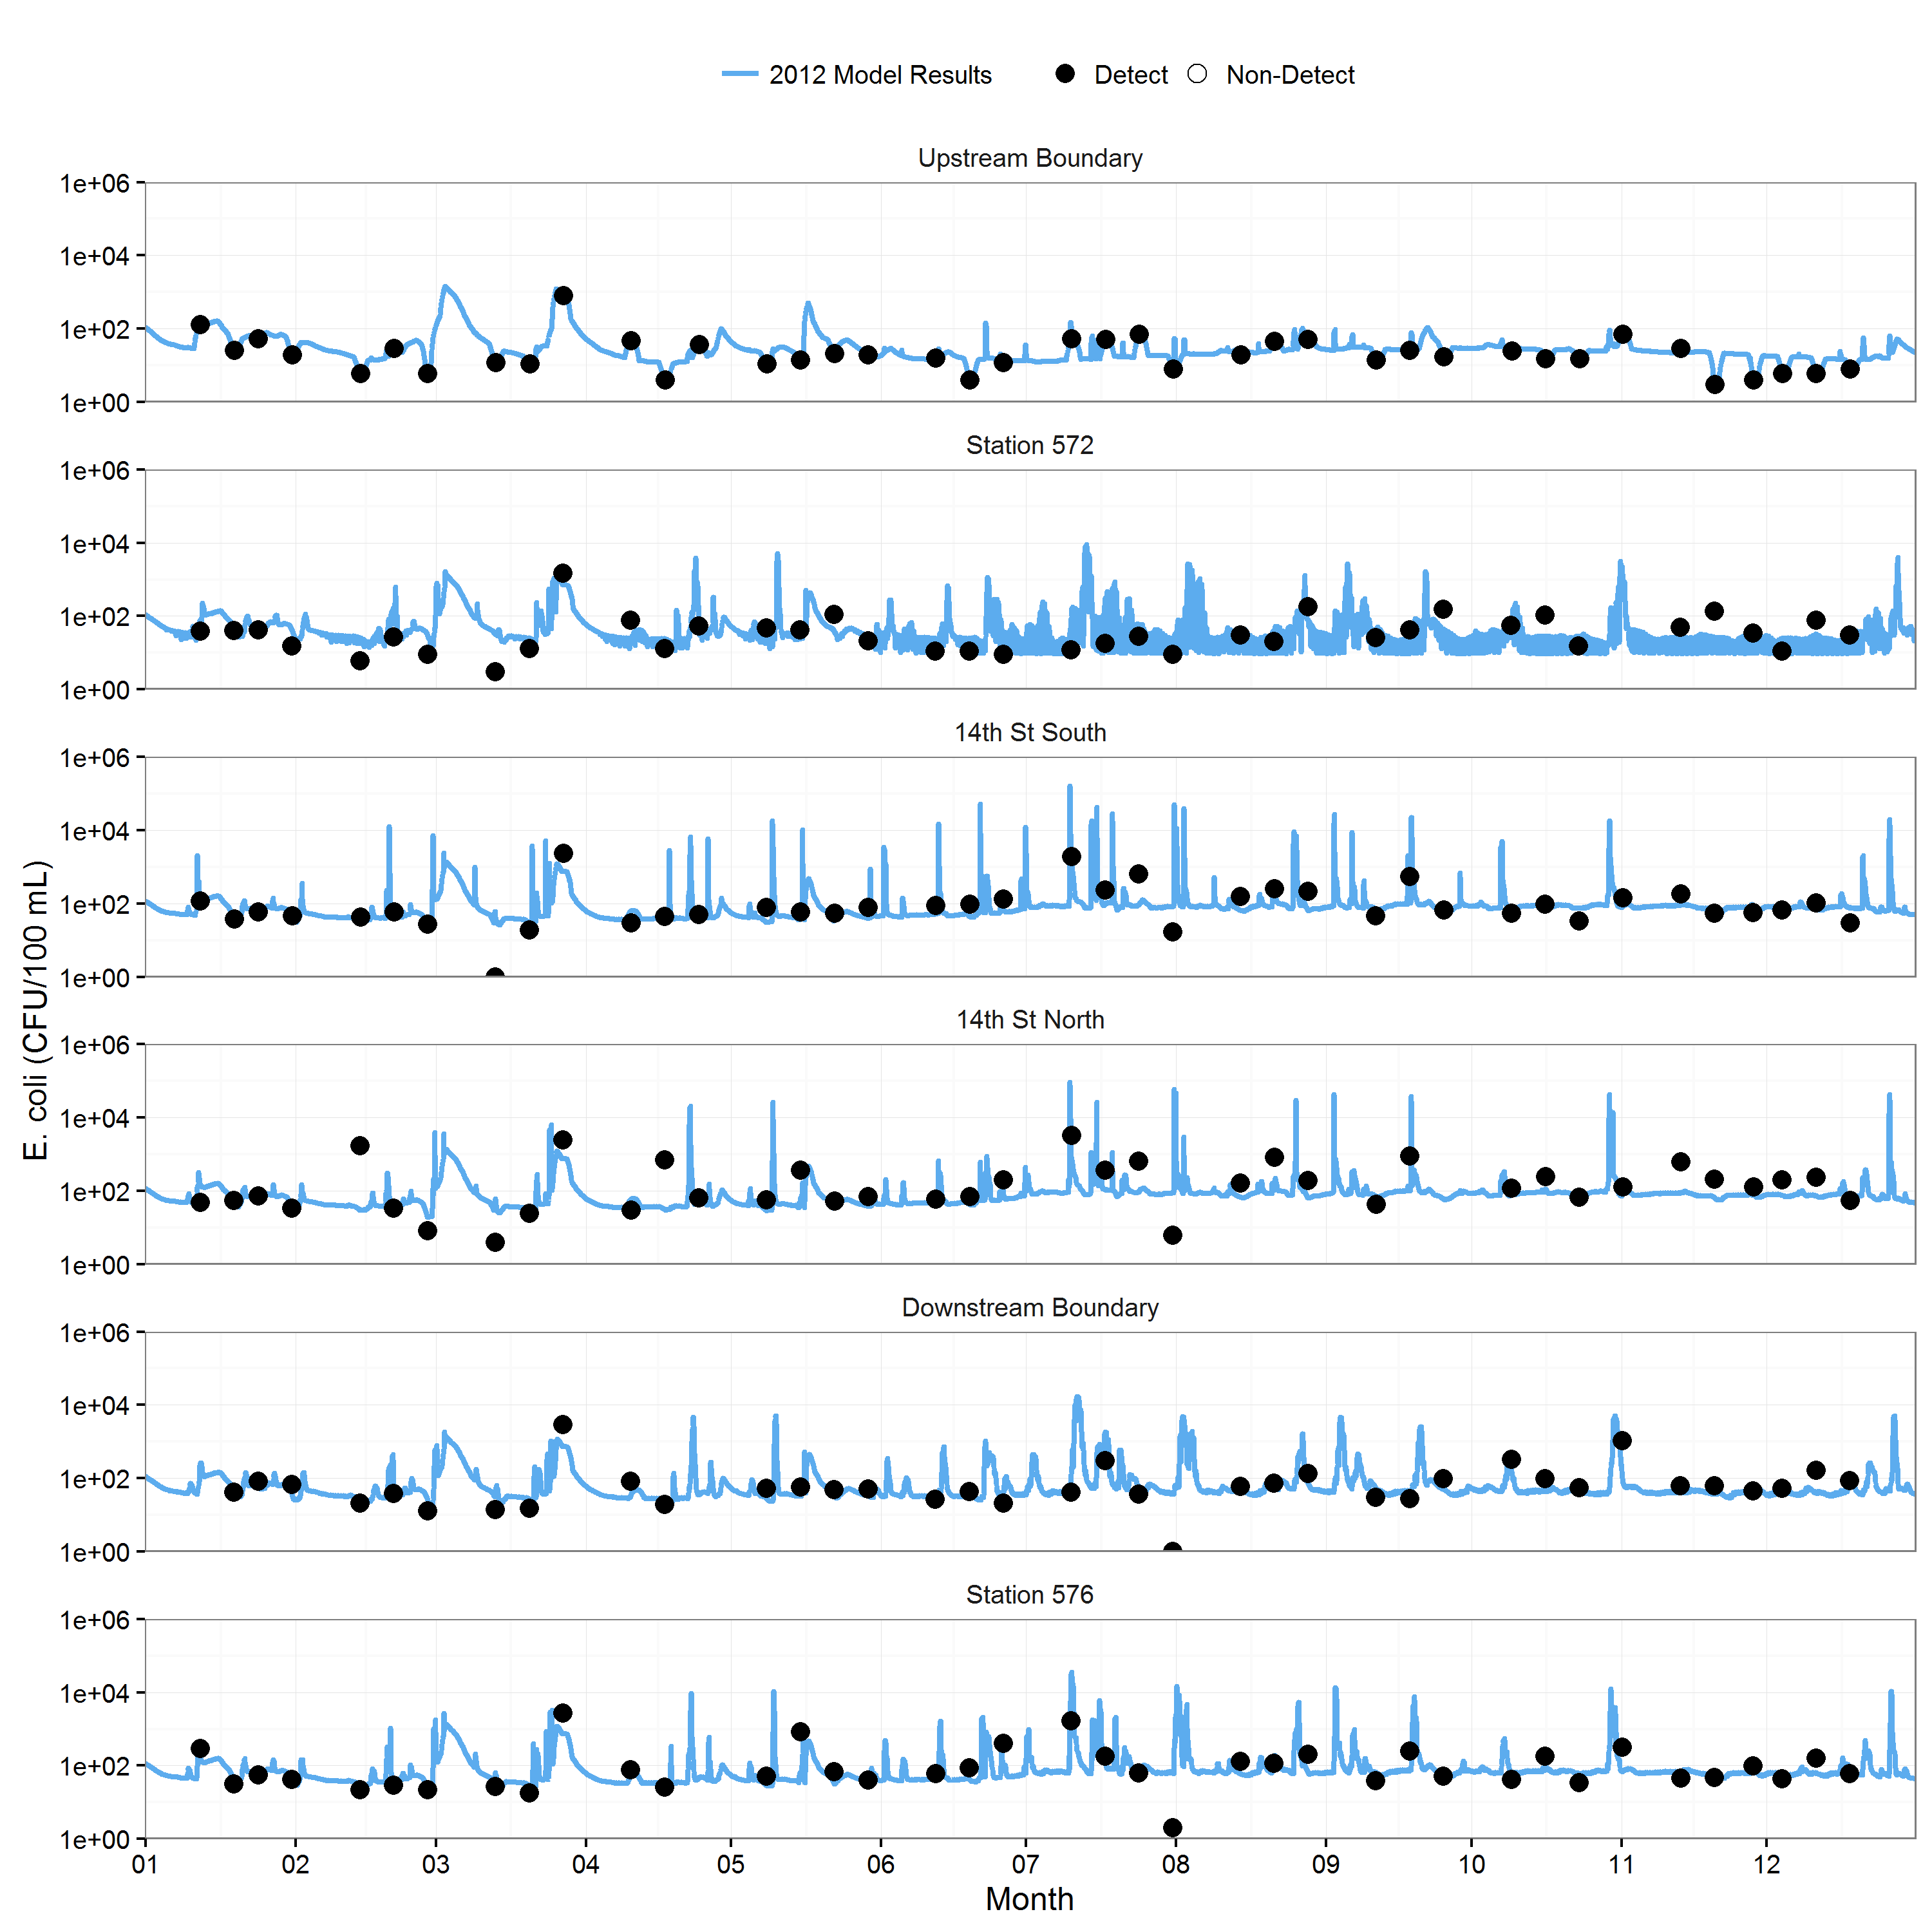 2012 Model Results Detect Non-Detect
Upstream Boundary
1e+06
1e+04
1e+02
1e+00
Station 572
1e+06
1e+04
1e+02
1e+00
14th St South
1e+06
1e+04
1e+02
1e+00
14th St North
1e+06
1e+04
1e+02
1e+00
Downstream Boundary
1e+06
1e+04
1e+02
1e+00
Station 576
1e+06
1e+04
1e+02
1e+00
E. coli (CFU/100 mL)
01 02 03 04 05 06 07 08 09 10 11 12
Month